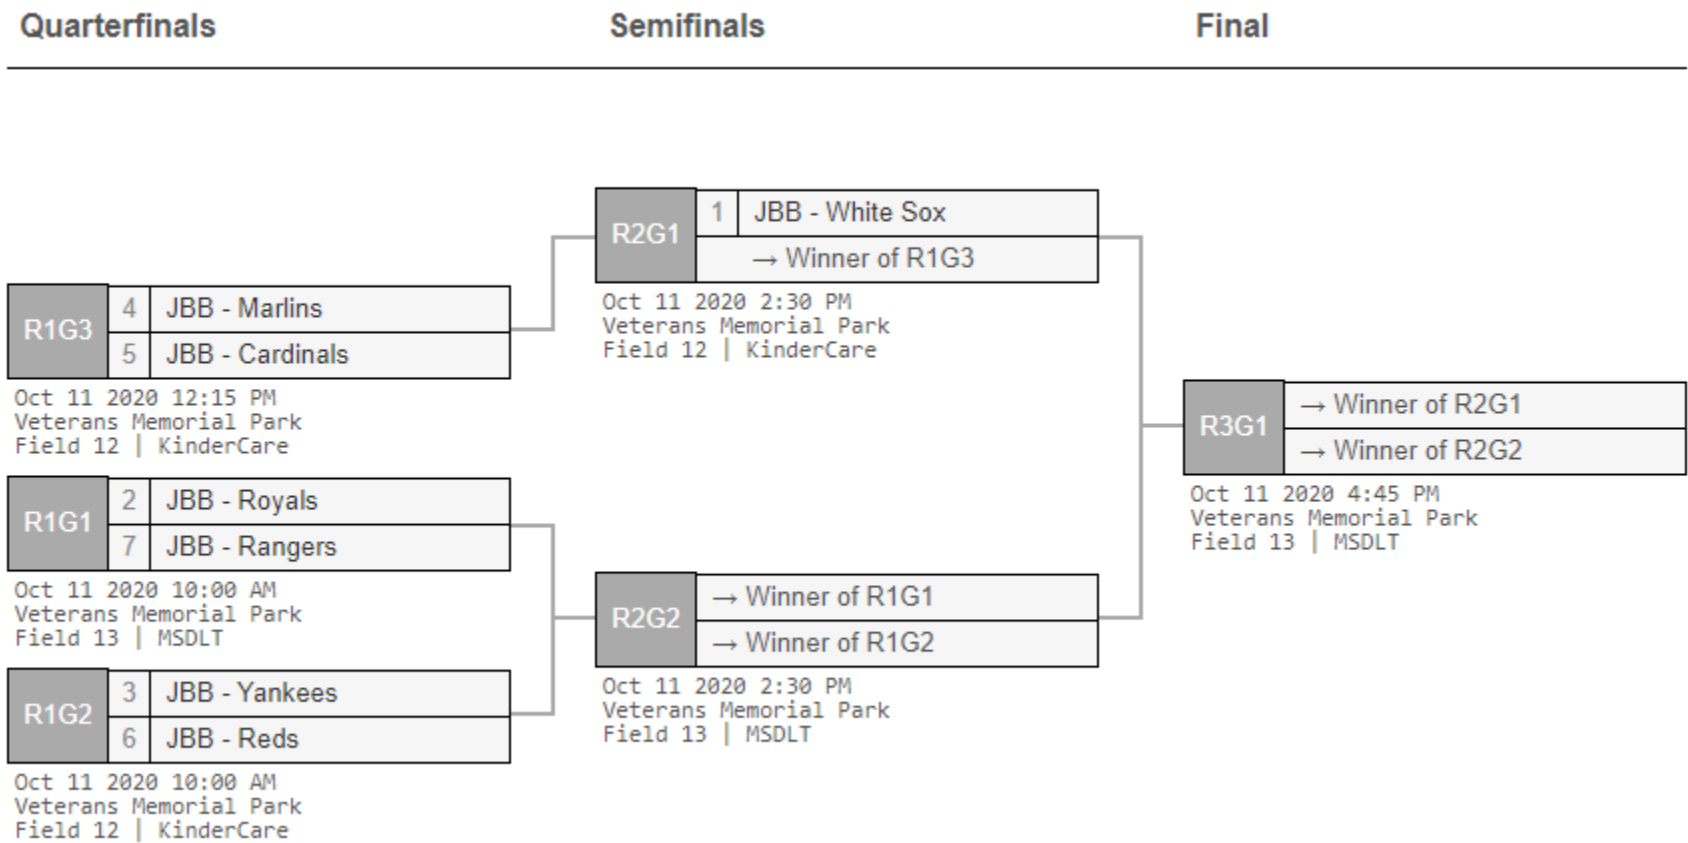 Quarterfinals
Semifinals
Final
R1G3
4 JBB - Marlins
5 JBB - Cardinals
Oct 11 2020 12:15 PM
Veterans Memorial Park
Field 12 | KinderCare
R1G1
2 JBB - Royals
7 JBB - Rangers
Oct 11 2020 10:00 AM
Veterans Memorial Park
Field 13 | MSDLT
R1G2
3 JBB - Yankees
6 JBB - Reds
Oct 11 2020 10:00 AM
Veterans Memorial Park
Field 12 | KinderCare
R2G1
1 JBB - White Sox
→ Winner of R1G3
Oct 11 2020 2:30 PM
Veterans Memorial Park
Field 12 | KinderCare
R2G2
→ Winner of R1G1
→ Winner of R1G2
Oct 11 2020 2:30 PM
Veterans Memorial Park
Field 13 | MSDLT
R3G1
→ Winner of R2G1
→ Winner of R2G2
Oct 11 2020 4:45 PM
Veterans Memorial Park
Field 13 | MSDLT